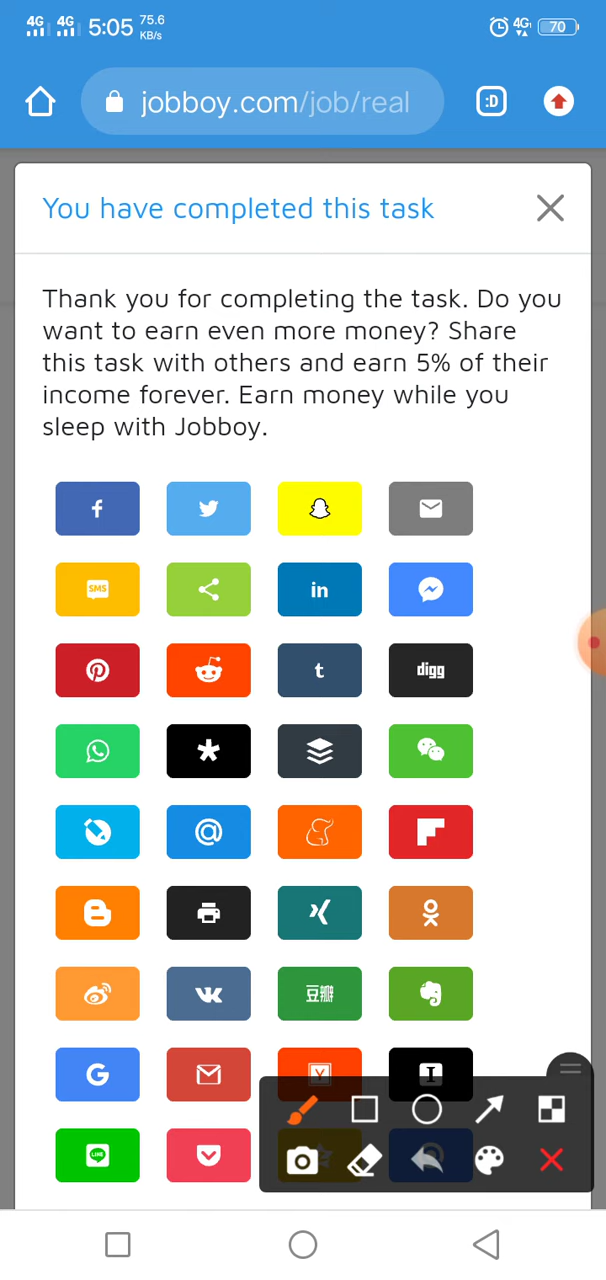 4G 4G 5:05 75.6 KB/s 4G 70
jobboy.com/job/real
:D
You have completed this task
Thank you for completing the task. Do you
want to earn even more money? Share
this task with others and earn 5% of their
income forever. Earn money while you
sleep with Jobboy.
f
SMS in
t digg
B
豆瓣
G Y I
LINE